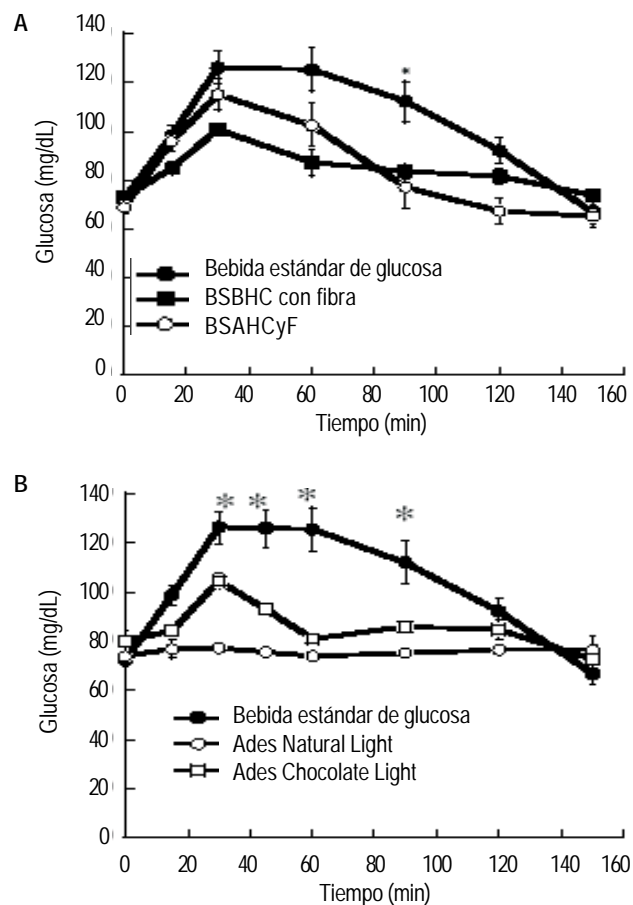 A
140
120
100
80
60
40
20
0
Glucosa (mg/dL)
*
Bebida estándar de glucosa
BSBHC con fibra
BSAHCyF
0 20 40 60 80 100 120 140 160
Tiempo (min)
B
140
120
100
80
60
40
20
0
Glucosa (mg/dL)
* * * *
Bebida estándar de glucosa
Ades Natural Light
Ades Chocolate Light
0 20 40 60 80 100 120 140 160
Tiempo (min)